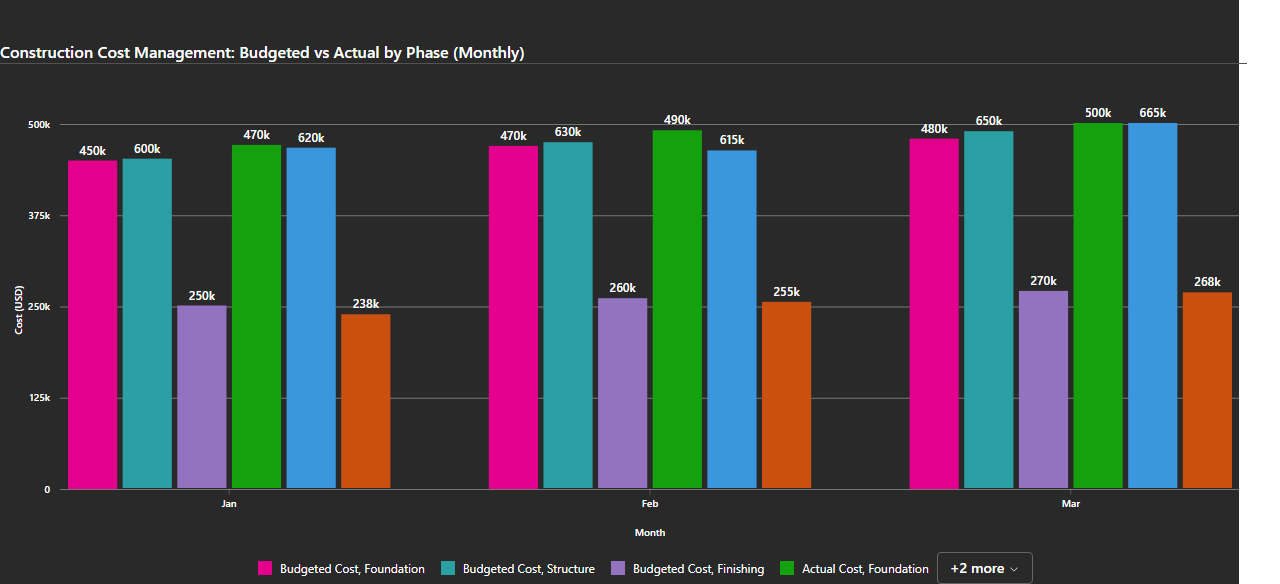 Construction Cost Management: Budgeted vs Actual by Phase (Monthly)
500k
375k
250k
125k
0
Cost (USD)
450k
600k
250k
470k
620k
238k
470k
630k
260k
490k
615k
255k
480k
650k
270k
500k
665k
268k
Jan
Feb
Mar
Month
Budgeted Cost, Foundation
Budgeted Cost, Structure
Budgeted Cost, Finishing
Actual Cost, Foundation
+2 more